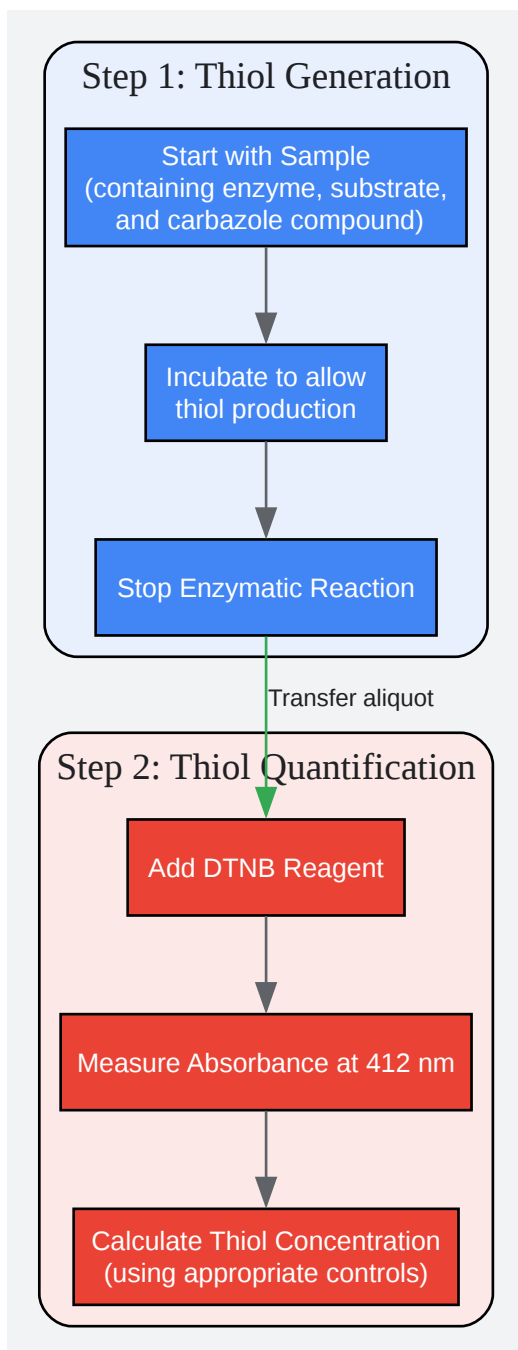 Step 1: Thiol Generation
Start with Sample
(containing enzyme, substrate,
and carbazole compound)
Incubate to allow
thiol production
Stop Enzymatic Reaction
Transfer aliquot
Step 2: Thiol Quantification
Add DTNB Reagent
Measure Absorbance at 412 nm
Calculate Thiol Concentration
(using appropriate controls)